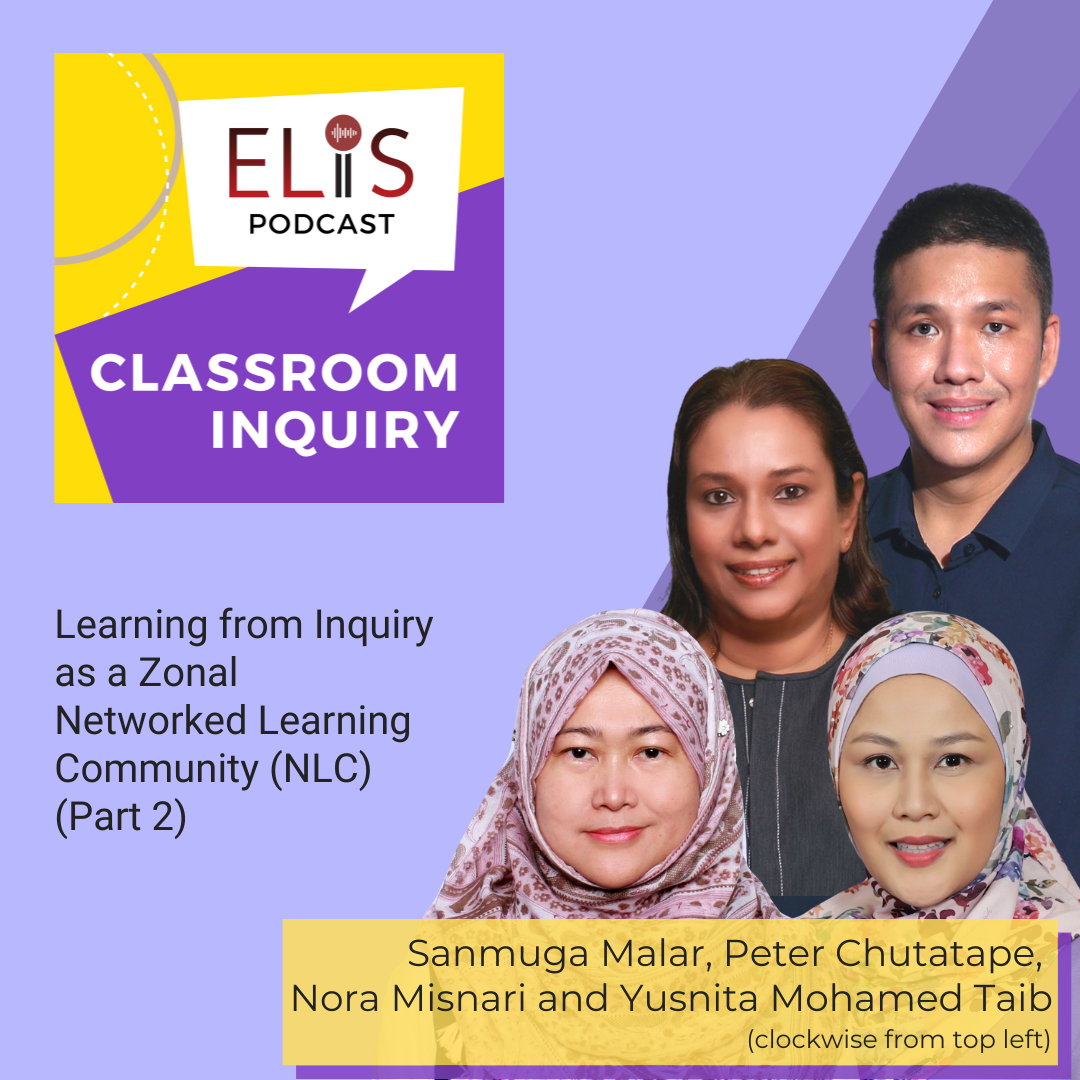 ELiS
PODCAST
CLASSROOM
INQUIRY
Learning from Inquiry
as a Zonal
Networked Learning
Community (NLC)
(Part 2)
Sanmuga Malar, Peter Chutatape,
Nora Misnari and Yusnita Mohamed Taib
(clockwise from top left)